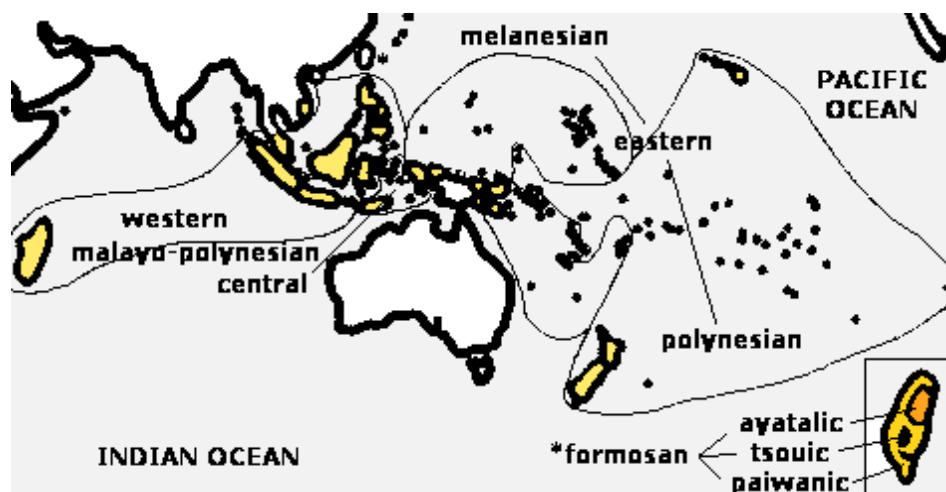 melanesian
*
PACIFIC
OCEAN
eastern
western
malayo-polynesian
central
polynesian
ayatalic
*formosan
tsouic
paiwanic
INDIAN OCEAN